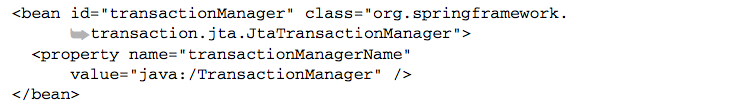 <bean id="transactionManager" class="org.springframework.
➥transaction.jta.JtaTransactionManager">
<property name="transactionManagerName"
value="java:/TransactionManager" />
</bean>